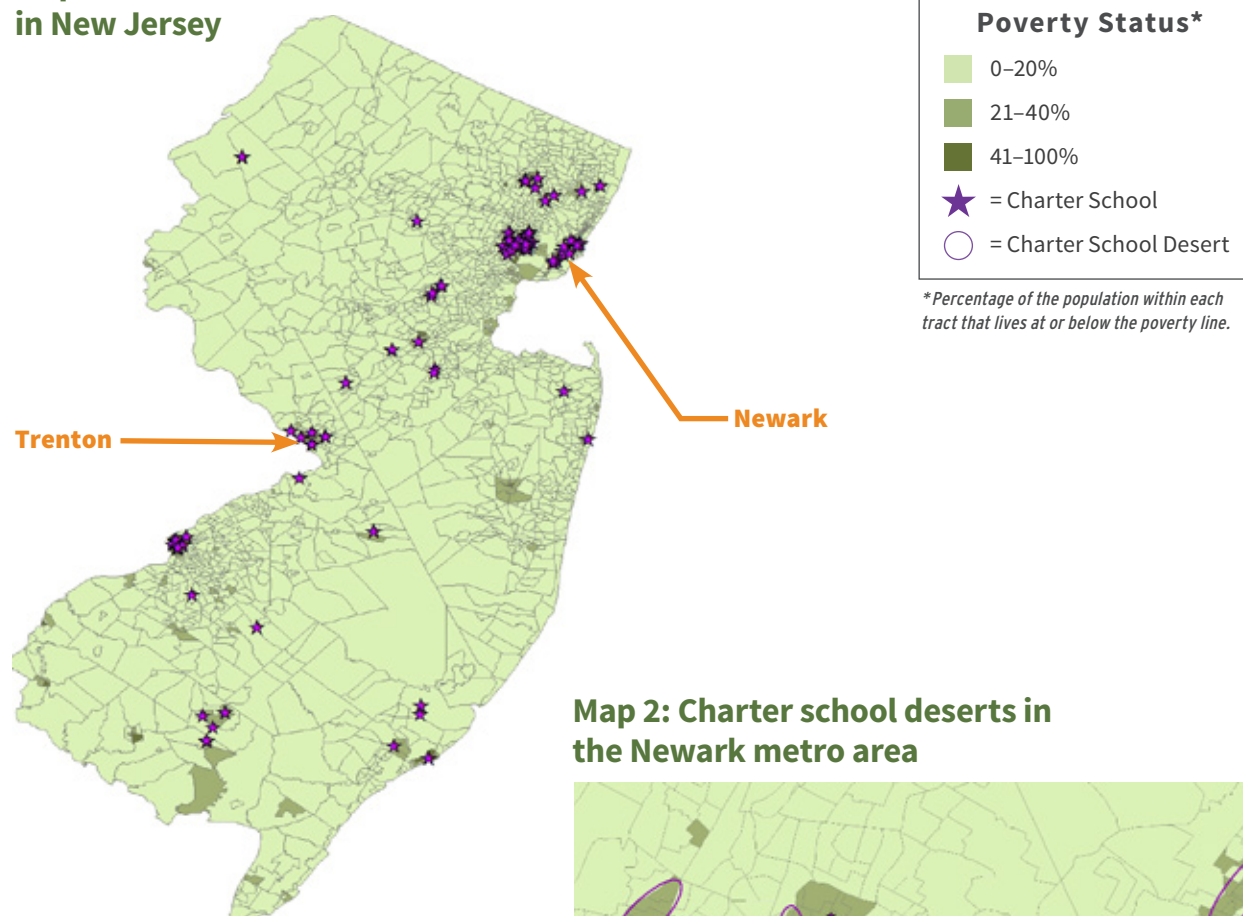 in New Jersey
Poverty Status*
0–20%
21–40%
41–100%
= Charter School
= Charter School Desert
*Percentage of the population within each
tract that lives at or below the poverty line.
Newark
Trenton
Map 2: Charter school deserts in
the Newark metro area